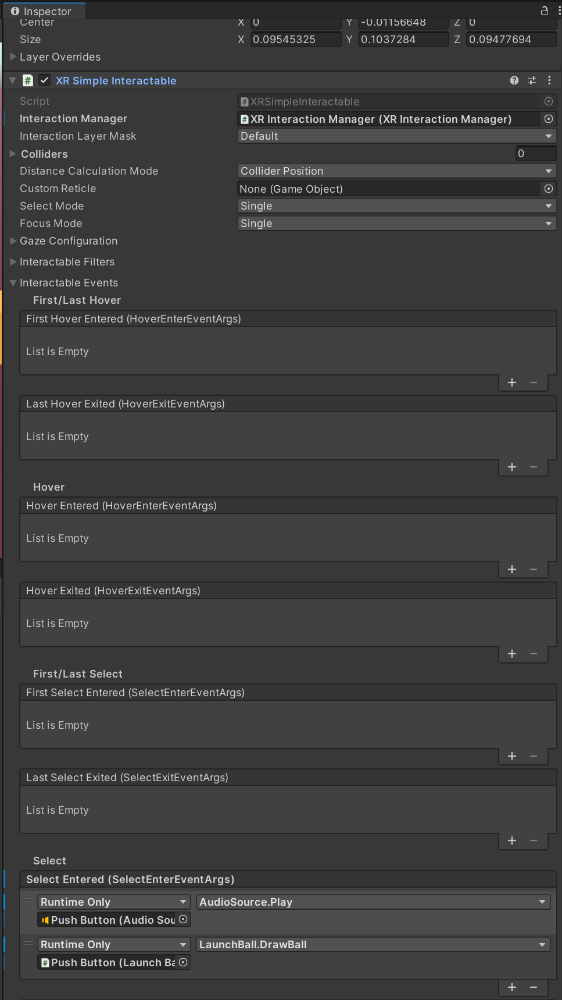 Inspector
Center X 0 Y -0.01156648 Z 0
Size X 0.09545325 Y 0.1037284 Z 0.09477694
Layer Overrides
# XR Simple Interactable
Script #XRSimpleInteractable
Interaction Manager #XR Interaction Manager (XR Interaction Manager)
Interaction Layer Mask Default
Colliders 0
Distance Calculation Mode Collider Position
Custom Reticle None (Game Object)
Select Mode Single
Focus Mode Single
Gaze Configuration
Interactable Filters
Interactable Events
First/Last Hover
First Hover Entered (HoverEnterEventArgs)
List is Empty
+ −
Last Hover Exited (HoverExitEventArgs)
List is Empty
+ −
Hover
Hover Entered (HoverEnterEventArgs)
List is Empty
+ −
Hover Exited (HoverExitEventArgs)
List is Empty
+ −
First/Last Select
First Select Entered (SelectEnterEventArgs)
List is Empty
+ −
Last Select Exited (SelectExitEventArgs)
List is Empty
+ −
Select
Select Entered (SelectEnterEventArgs)
Runtime Only AudioSource.Play
Push Button (Audio Sou
Runtime Only LaunchBall.DrawBall
#Push Button (Launch Ba
+ −